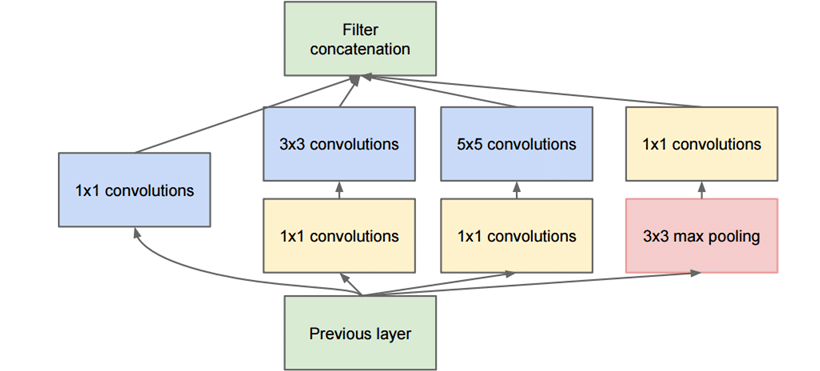 Filter
concatenation
3x3 convolutions
5x5 convolutions
1x1 convolutions
1x1 convolutions
1x1 convolutions
1x1 convolutions
3x3 max pooling
Previous layer